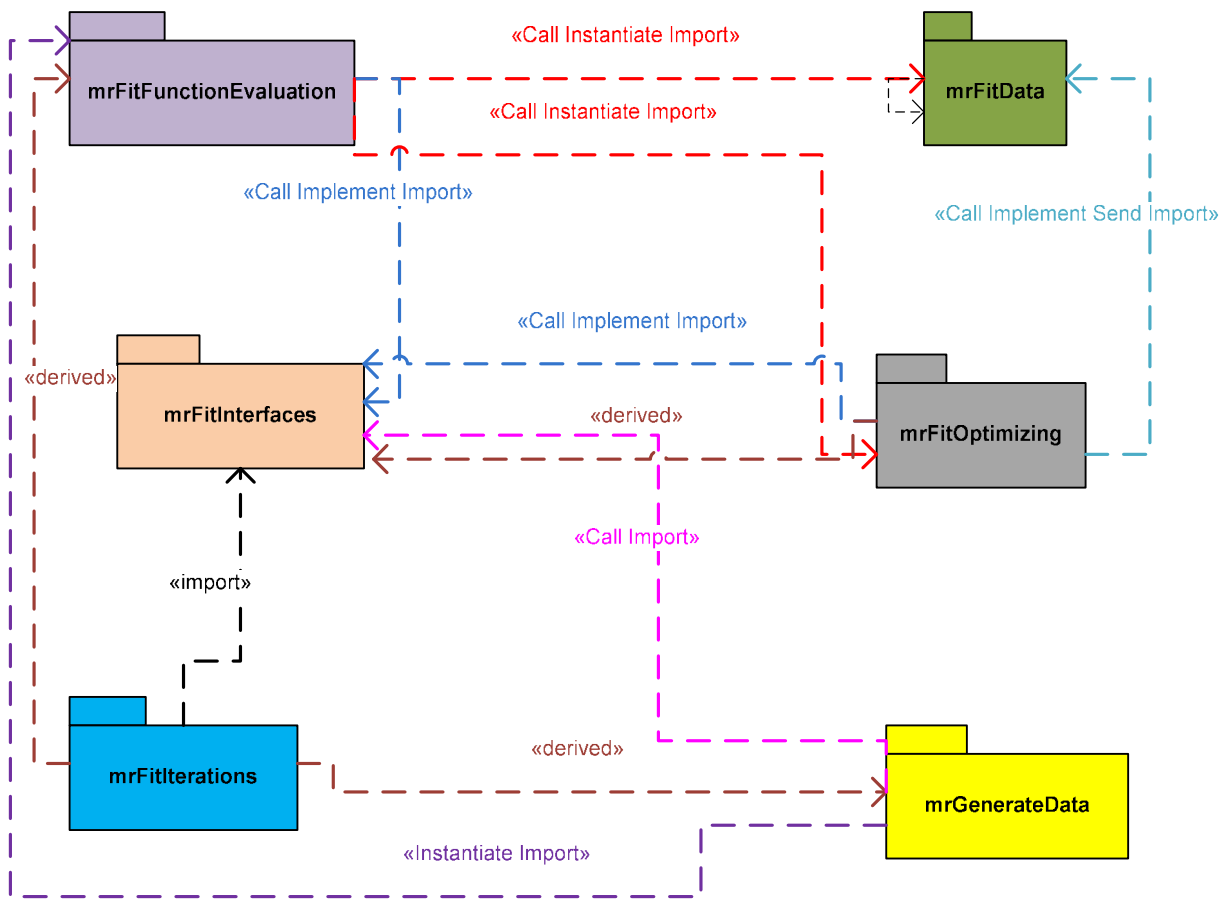 «Call Instantiate Import»
mrFitFunctionEvaluation
mrFitData
«Call Instantiate Import»
«Call Implement Import»
«Call Implement Send Import»
«Call Implement Import»
«derived»
mrFitInterfaces
«derived»
mrFitOptimizing
«Call Import»
«import»
«derived»
mrFitIterations
mrGenerateData
«Instantiate Import»